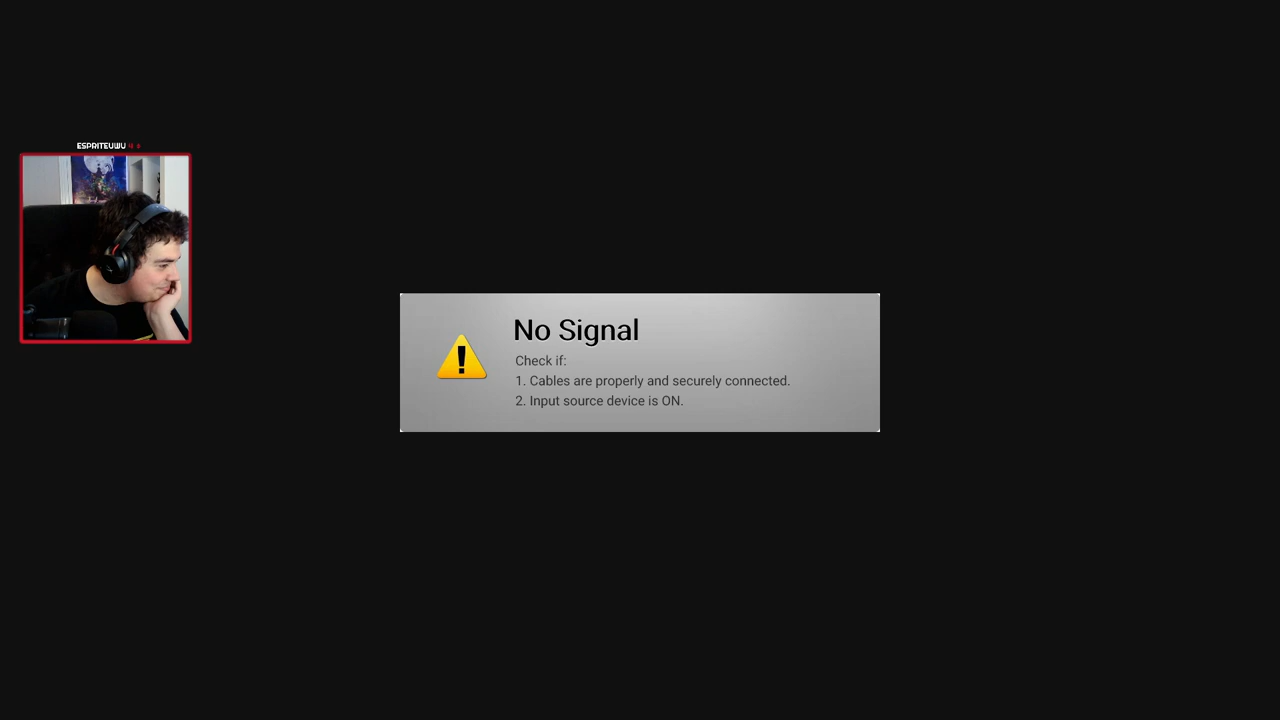 ESPRITEUWU
No Signal
Check if:
1. Cables are properly and securely connected.
2. Input source device is ON.